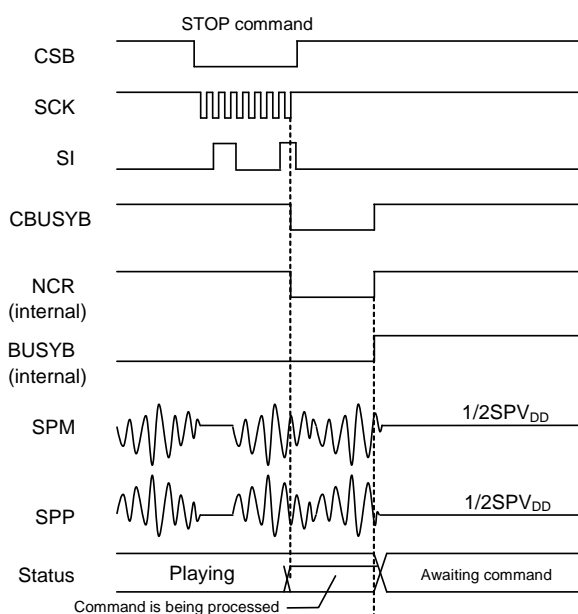 STOP command
CSB
SCK
SI
CBUSYB
NCR
(internal)
BUSYB
(internal)
SPM
1/2SPVDD
SPP
1/2SPVDD
Status
Playing
Awaiting command
Command is being processed